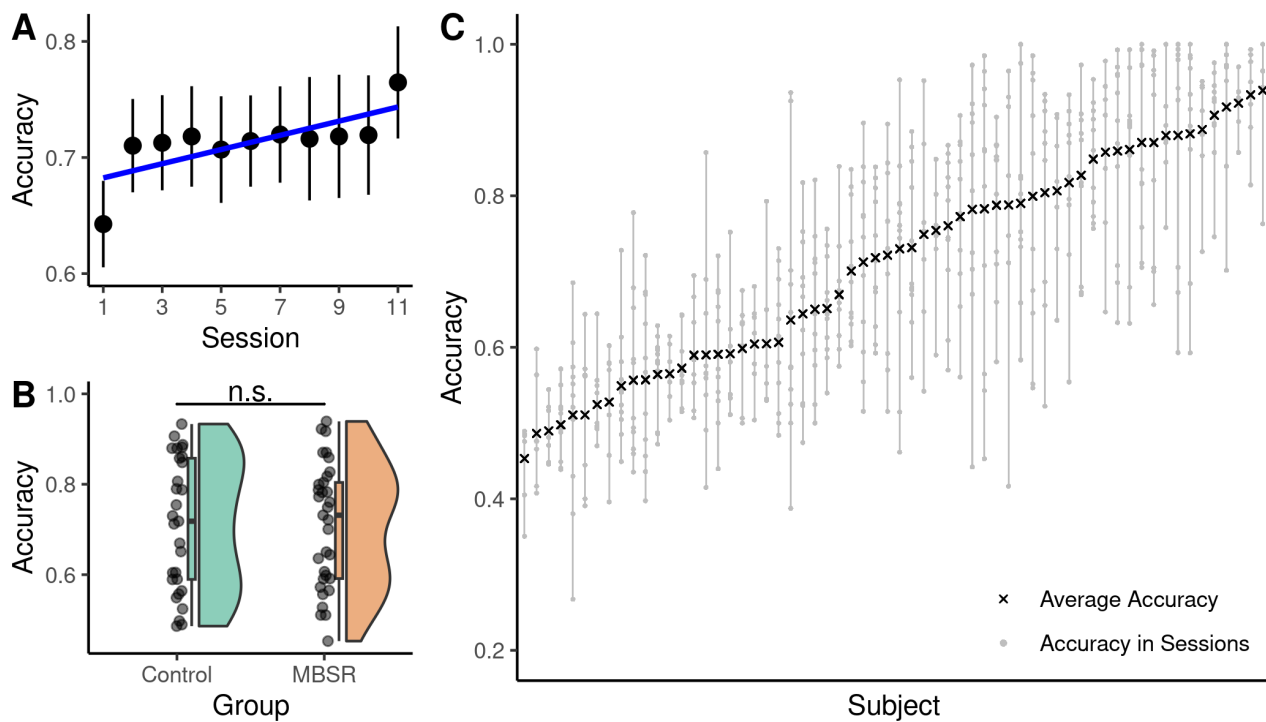 A
0.8
0.7
0.6
Accuracy
1 3 5 7 9 11
Session
B
n.s.
1.0
0.8
0.6
Accuracy
Control MBSR
Group
C
1.0
0.8
0.6
0.4
0.2
Accuracy
Average Accuracy
Accuracy in Sessions
Subject